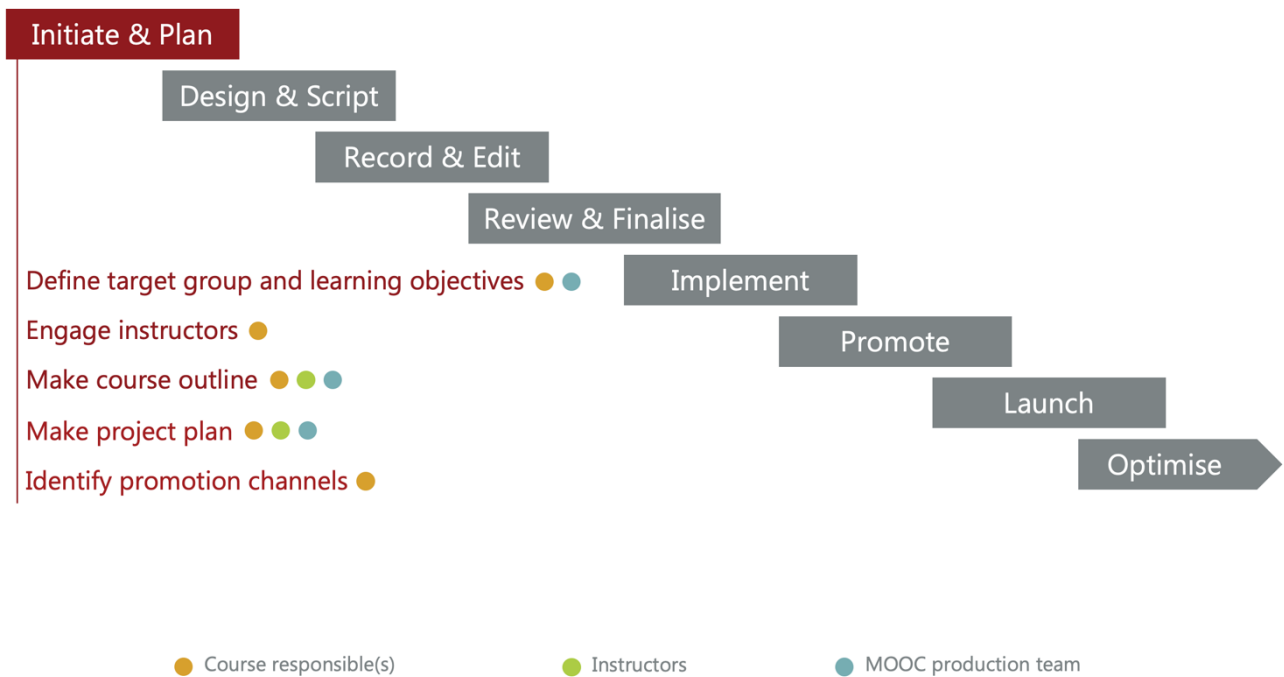 Initiate & Plan
Design & Script
Record & Edit
Review & Finalise
Define target group and learning objectives
Implement
Engage instructors
Promote
Make course outline
Launch
Make project plan
Optimise
Identify promotion channels
Course responsible(s)
Instructors
MOOC production team